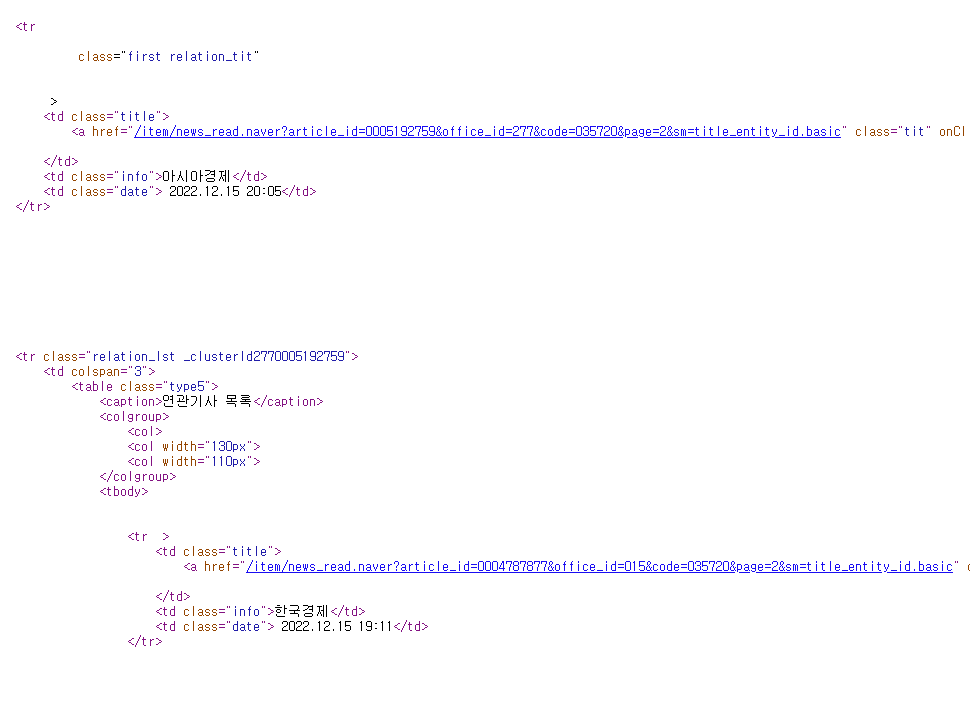 <tr
class="first relation_tit"
>
<td class="title">
<a href="/item/news_read.naver?article_id=0005192759&office_id=277&code=035720&page=2&sm=title_entity_id.basic" class="tit" onCl
</td>
<td class="info">아시아경제</td>
<td class="date"> 2022.12.15 20:05</td>
</tr>
<tr class="relation_lst _clusterId2770005192759">
<td colspan="3">
<table class="type5">
<caption>연관기사 목록</caption>
<colgroup>
<col>
<col width="130px">
<col width="110px">
</colgroup>
<tbody>
<tr  >
<td class="title">
<a href="/item/news_read.naver?article_id=0004787877&office_id=015&code=035720&page=2&sm=title_entity_id.basic"
</td>
<td class="info">한국경제</td>
<td class="date"> 2022.12.15 19:11</td>
</tr>